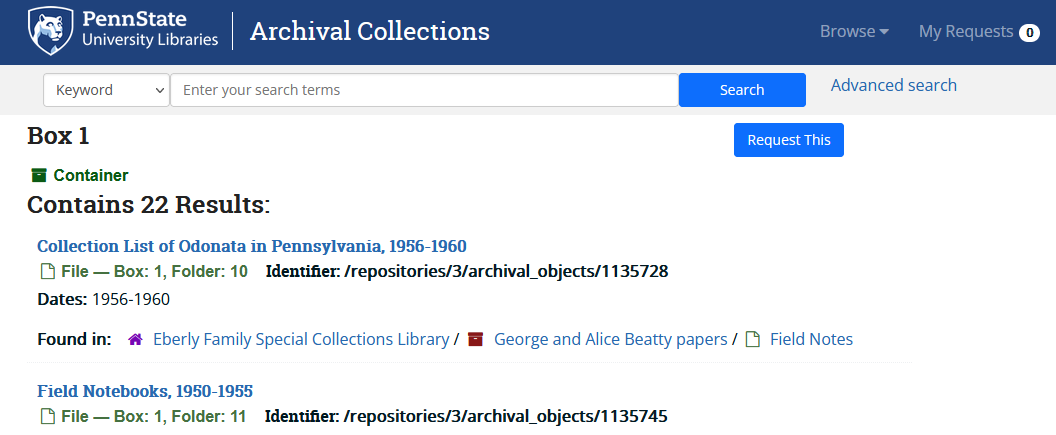 PennState
University Libraries
Archival Collections
Browse
My Requests 0
Keyword
Enter your search terms
Search
Advanced search
Box 1
Request This
Container
Contains 22 Results:
Collection List of Odonata in Pennsylvania, 1956-1960
File — Box: 1, Folder: 10 Identifier: /repositories/3/archival_objects/1135728
Dates: 1956-1960
Found in: Eberly Family Special Collections Library / George and Alice Beatty papers / Field Notes
Field Notebooks, 1950-1955
File — Box: 1, Folder: 11 Identifier: /repositories/3/archival_objects/1135745